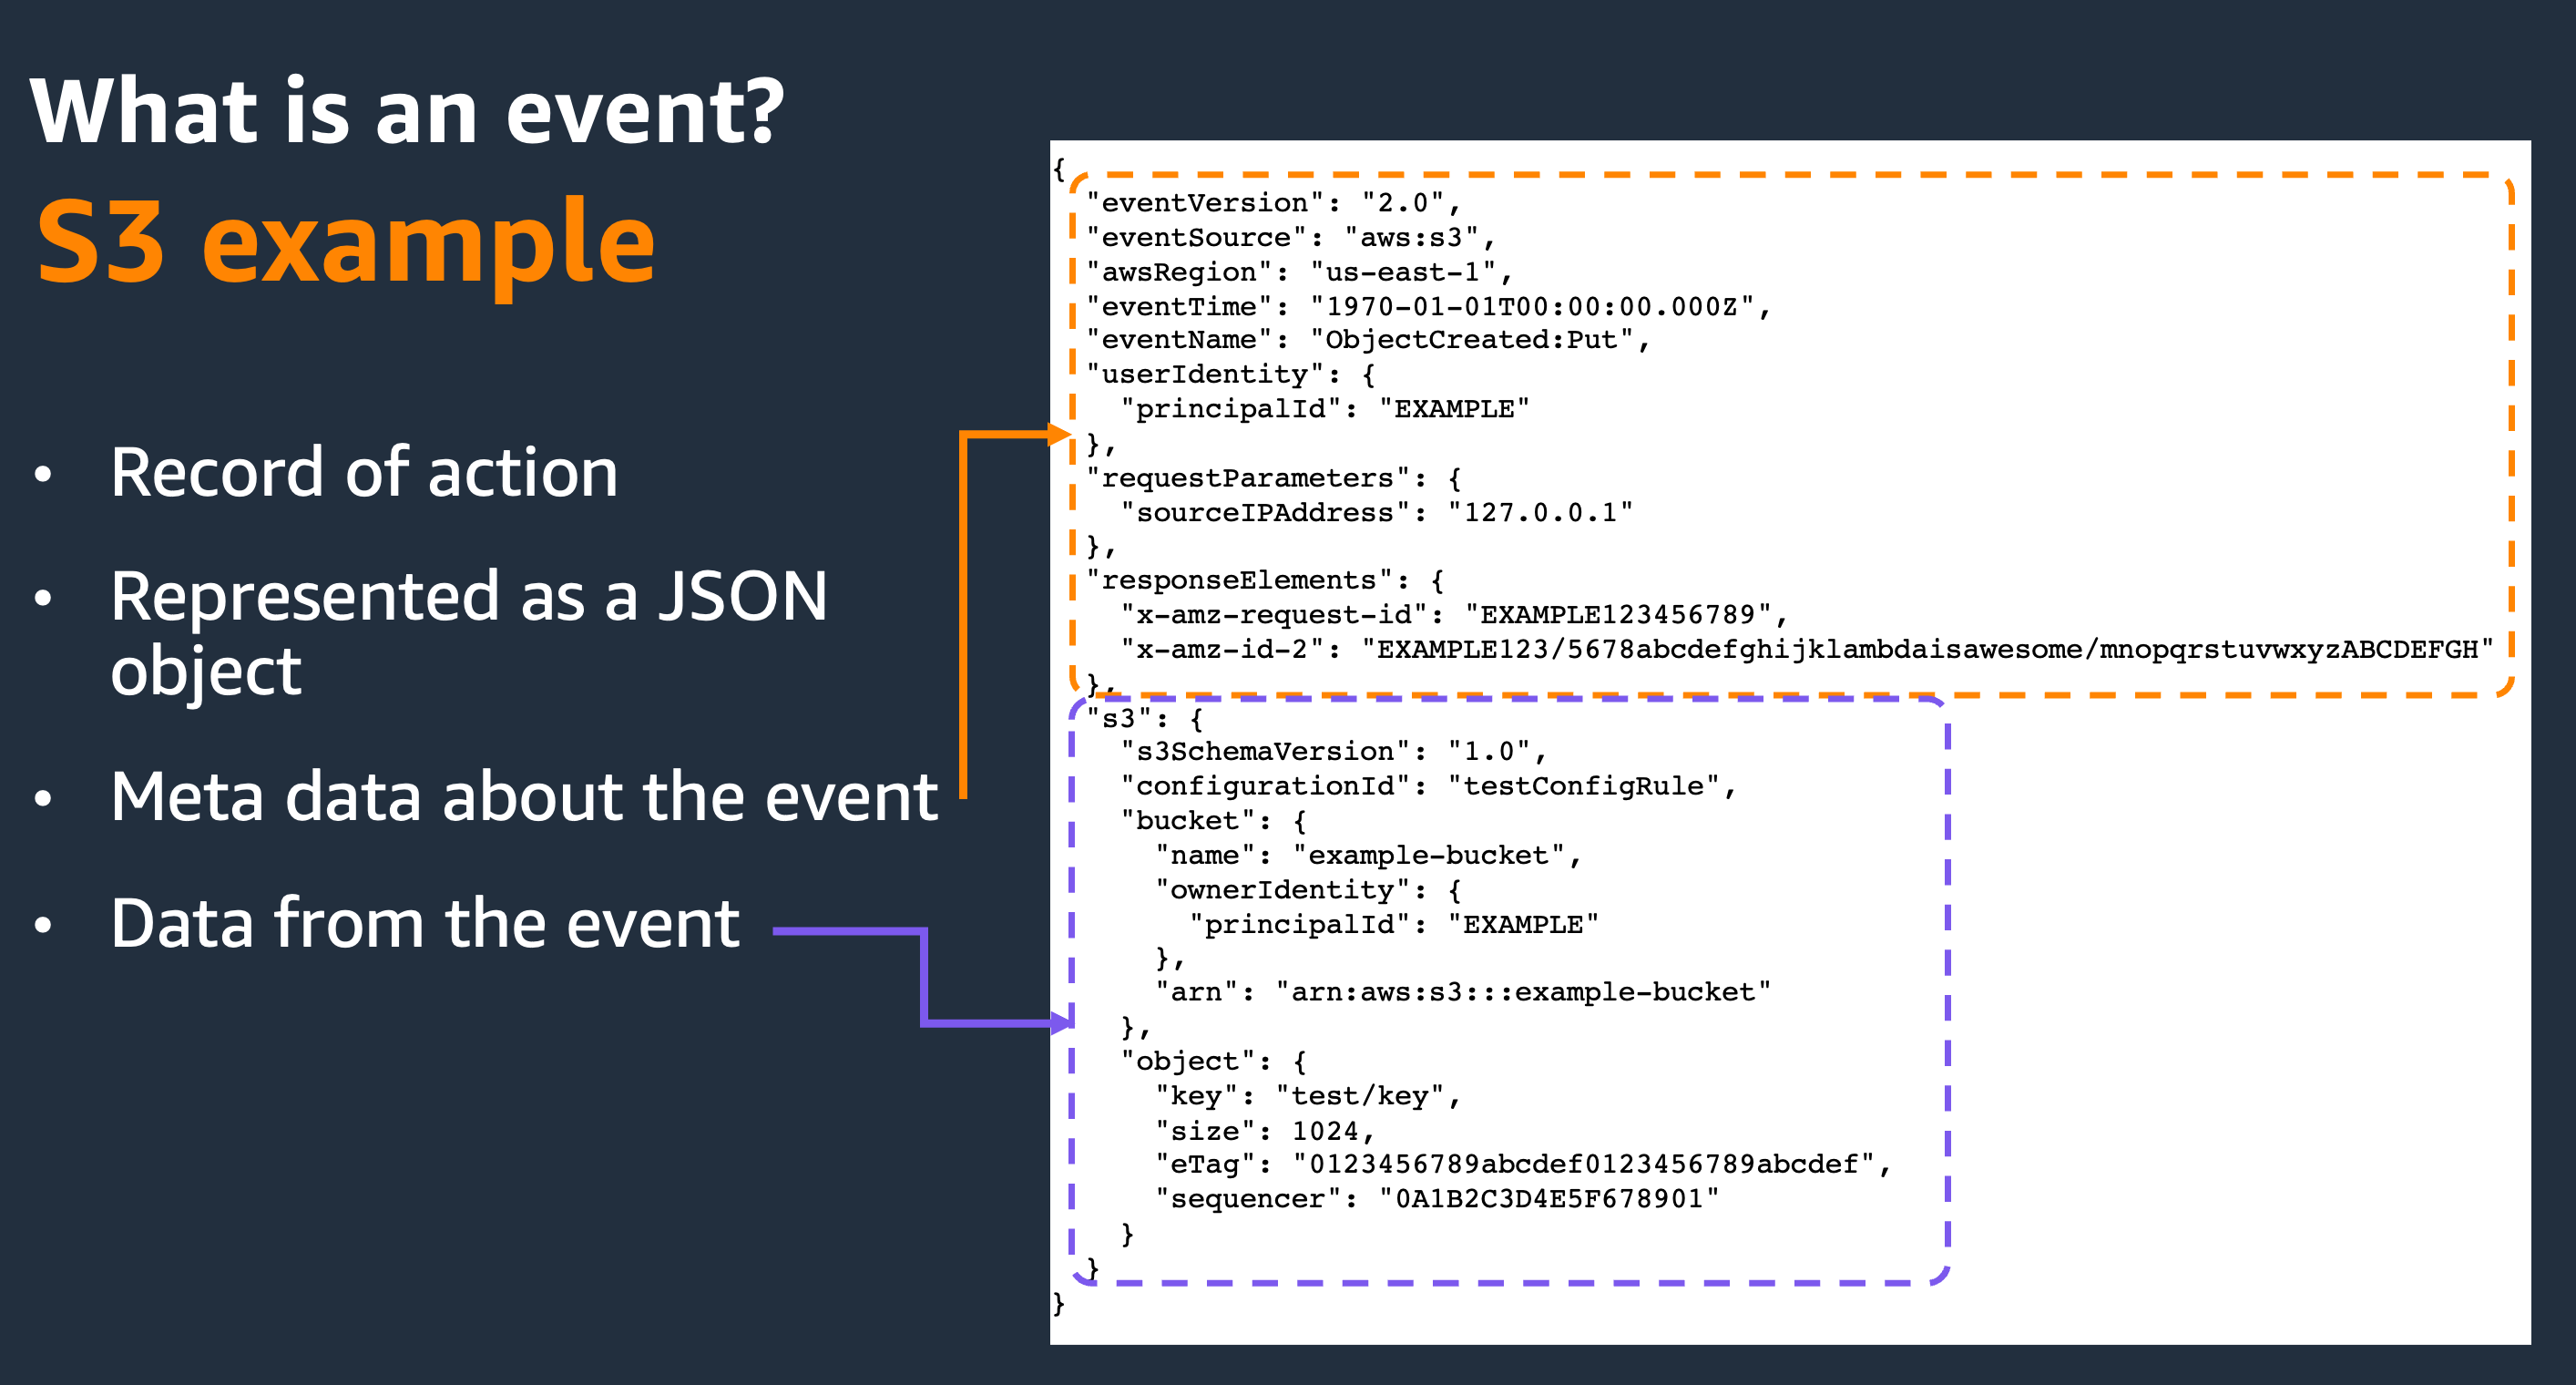 What is an event?
S3 example
• Record of action
• Represented as a JSON
object
• Meta data about the event
• Data from the event
{
  "eventVersion": "2.0",
  "eventSource": "aws:s3",
  "awsRegion": "us-east-1",
  "eventTime": "1970-01-01T00:00:00.000Z",
  "eventName": "ObjectCreated:Put",
  "userIdentity": {
    "principalId": "EXAMPLE"
  },
  "requestParameters": {
    "sourceIPAddress": "127.0.0.1"
  },
  "responseElements": {
    "x-amz-request-id": "EXAMPLE123456789",
    "x-amz-id-2": "EXAMPLE123/5678abcdefghijklambdaisawesome/mnopqrstuvwxyzABCDEFGH"
  },
  "s3": {
    "s3SchemaVersion": "1.0",
    "configurationId": "testConfigRule",
    "bucket": {
      "name": "example-bucket",
      "ownerIdentity": {
        "principalId": "EXAMPLE"
      },
      "arn": "arn:aws:s3:::example-bucket"
    },
    "object": {
      "key": "test/key",
      "size": 1024,
      "eTag": "0123456789abcdef0123456789abcdef",
      "sequencer": "0A1B2C3D4E5F678901"
    }
  }
}